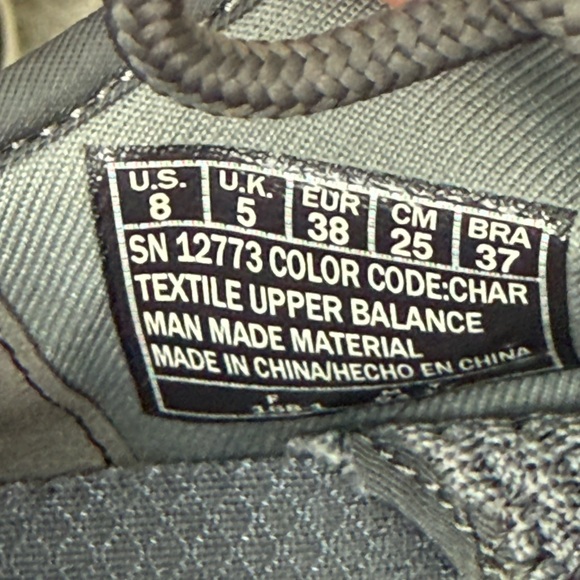 U.S. U.K. EUR CM BRA
8 5 38 25 37
SN 12773 COLOR CODE:CHAR
TEXTILE UPPER BALANCE
MAN MADE MATERIAL
MADE IN CHINA/HECHO EN CHINA